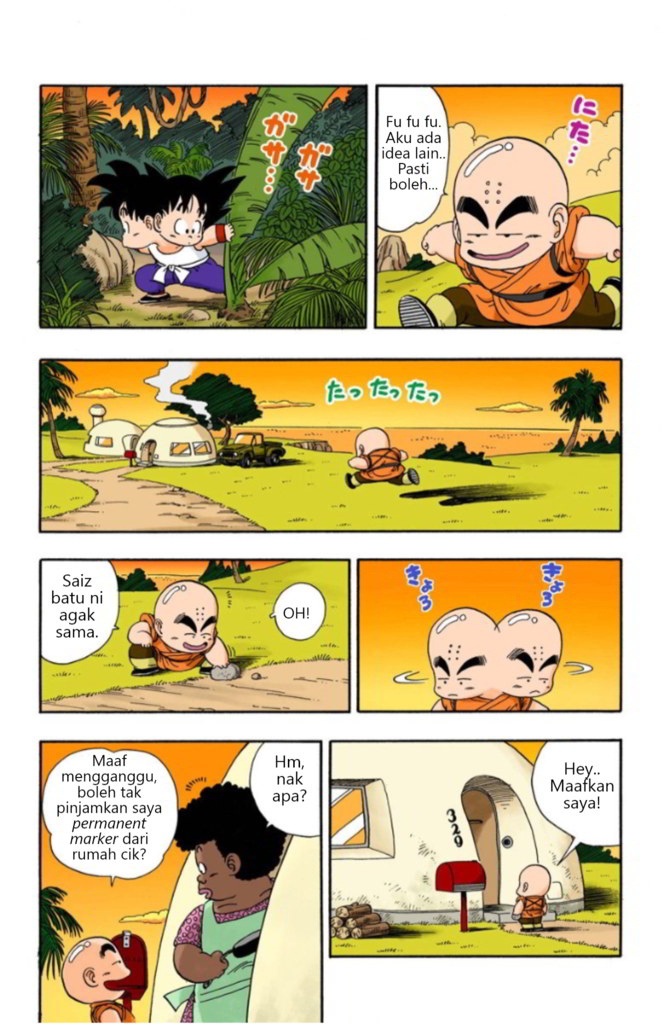 にた…
Fu fu fu.
Aku ada
idea lain..
Pasti
boleh...
ガサ
ガサ…
たったったっ
きょろ
きょろ
OH!
Saiz
batu ni
agak
sama.
Hey..
Maafkan
saya!
329
Hm,
nak
apa?
Maaf
mengganggu,
boleh tak
pinjamkan saya
permanent
marker dari
rumah cik?